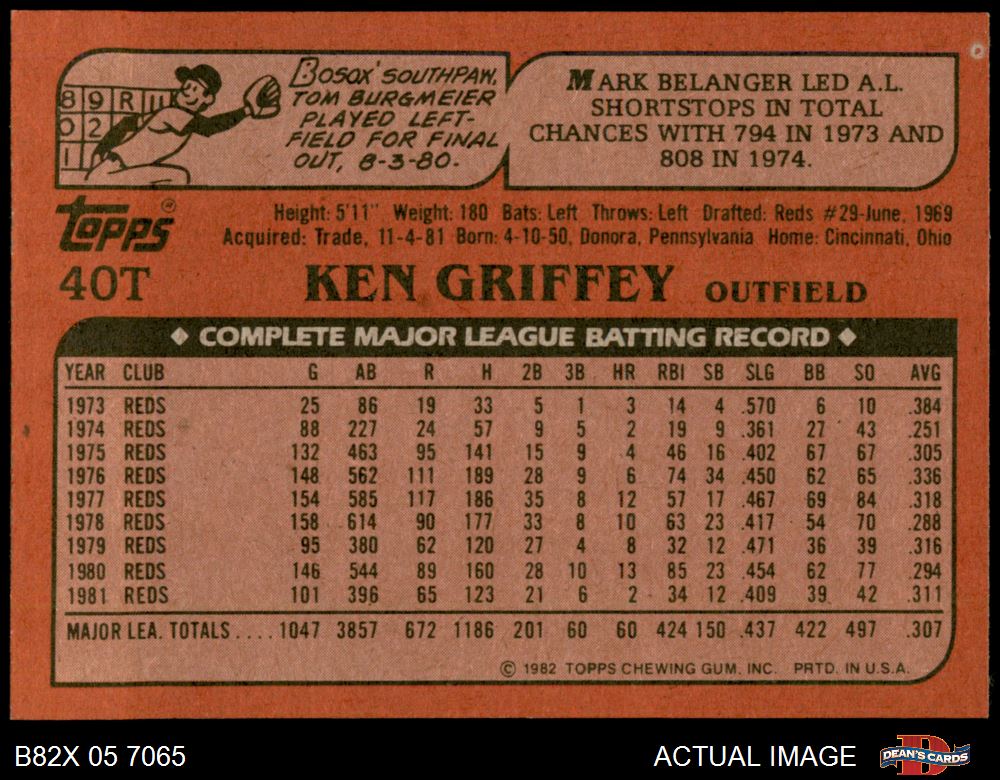 8 9 R H
0 2
1
BOSOX' SOUTHPAW,
TOM BURGMEIER
PLAYED LEFT-
FIELD FOR FINAL
OUT, 8-3-80.
MARK BELANGER LED A.L.
SHORTSTOPS IN TOTAL
CHANCES WITH 794 IN 1973 AND
808 IN 1974.
topps®
Height: 5'11" Weight: 180 Bats: Left Throws: Left Drafted: Reds #29-June, 1969
Acquired: Trade, 11-4-81 Born: 4-10-50, Donora, Pennsylvania Home: Cincinnati, Ohio
40T KEN GRIFFEY OUTFIELD
◆ COMPLETE MAJOR LEAGUE BATTING RECORD ◆
YEAR CLUB G AB R H 2B 3B HR RBI SB SLG BB SO AVG
1973 REDS 25 86 19 33 5 1 3 14 4 .570 6 10 .384
1974 REDS 88 227 24 57 9 5 2 19 9 .361 27 43 .251
1975 REDS 132 463 95 141 15 9 4 46 16 .402 67 67 .305
1976 REDS 148 562 111 189 28 9 6 74 34 .450 62 65 .336
1977 REDS 154 585 117 186 35 8 12 57 17 .467 69 84 .318
1978 REDS 158 614 90 177 33 8 10 63 23 .417 54 70 .288
1979 REDS 95 380 62 120 27 4 8 32 12 .471 36 39 .316
1980 REDS 146 544 89 160 28 10 13 85 23 .454 62 77 .294
1981 REDS 101 396 65 123 21 6 2 34 12 .409 39 42 .311
MAJOR LEA. TOTALS .... 1047 3857 672 1186 201 60 60 424 150 .437 422 497 .307
© 1982 TOPPS CHEWING GUM, INC. PRTD. IN U.S.A.
B82X 05 7065 ACTUAL IMAGE DEAN'S CARDS